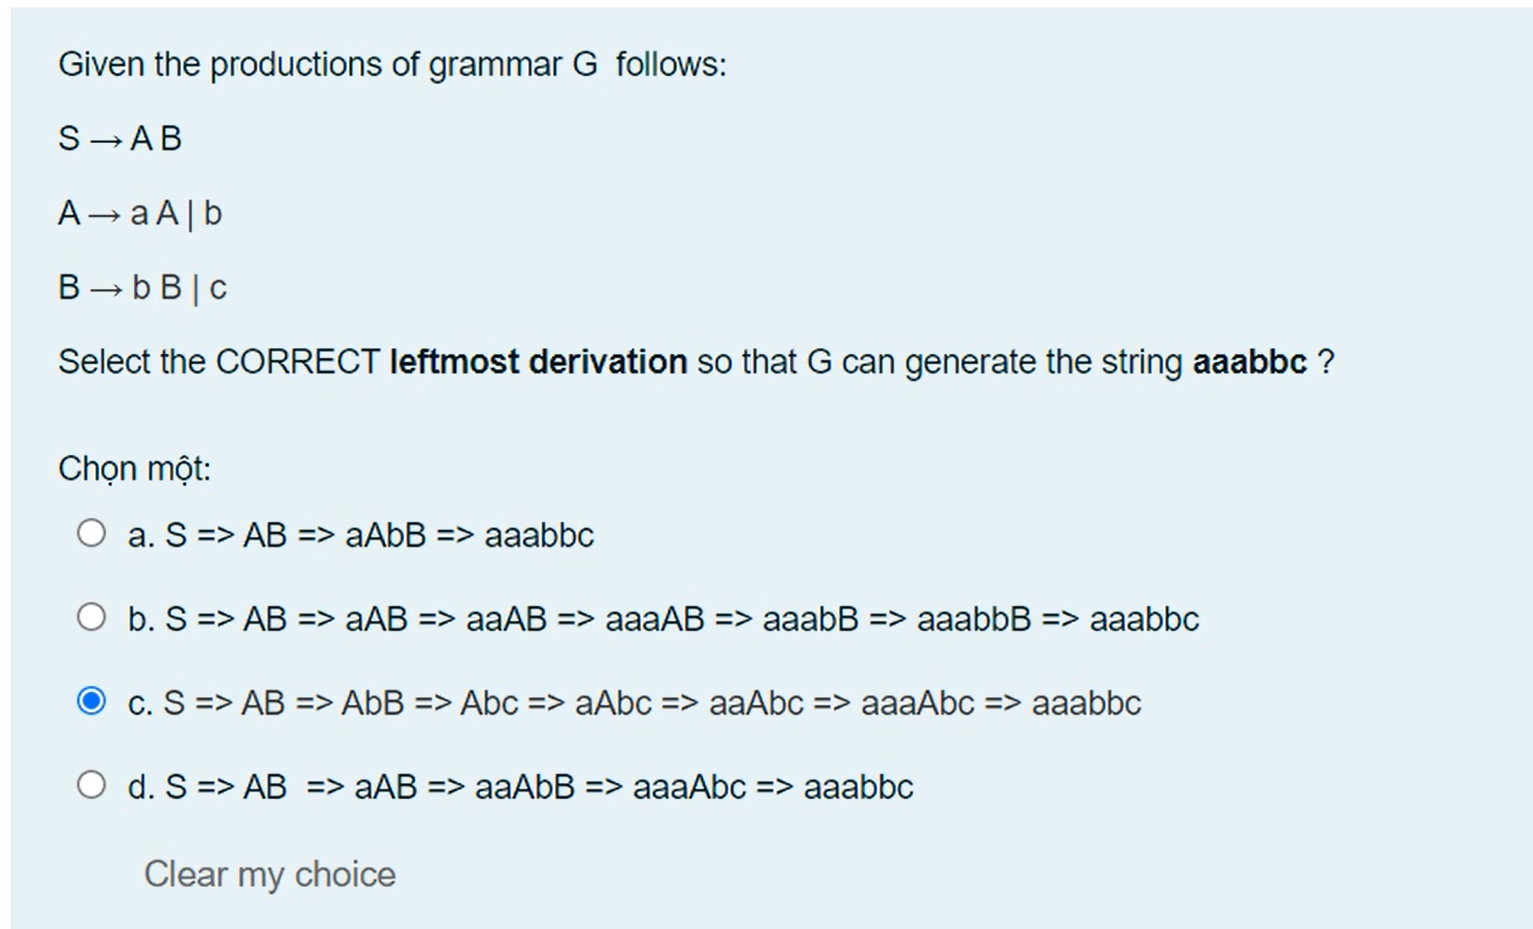 Given the productions of grammar G follows:
S → A B
A → a A | b
B → b B | c
Select the CORRECT leftmost derivation so that G can generate the string aaabbc ?
Chọn một:
a. S => AB => aAbB => aaabbc
b. S => AB => aAB => aaAB => aaaAB => aaabB => aaabbB => aaabbc
c. S => AB => AbB => Abc => aAbc => aaAbc => aaaAbc => aaabbc
d. S => AB => aAB => aaAbB => aaaAbc => aaabbc
Clear my choice